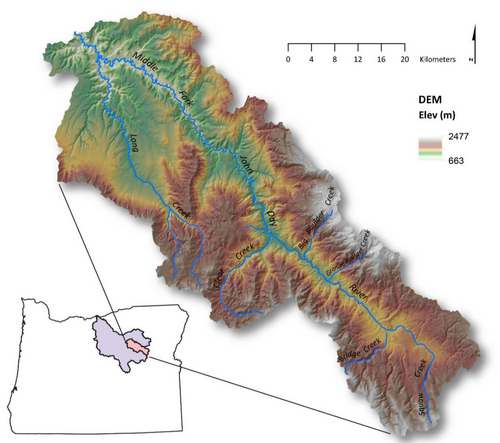 0 4 8 12 16 20 Kilometers
N
DEM
Elev (m)
2477
663
Middle Fork John Day River
Long Creek
Clear Creek
Big Boulder Creek
Granite Boulder Creek
Bridge Creek
Squaw Creek